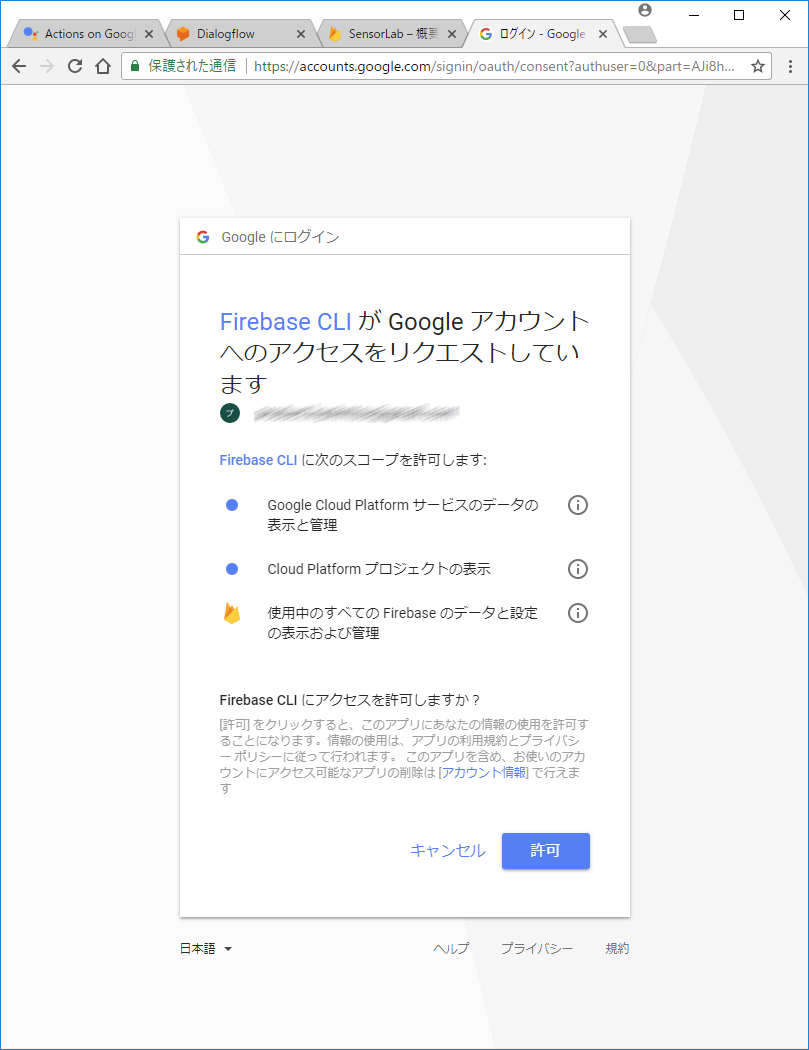 Actions on Goog
Dialogflow
SensorLab – 概要
ログイン - Google
保護された通信
https://accounts.google.com/signin/oauth/consent?authuser=0&part=AJi8h...
Google にログイン
Firebase CLI が Google アカウント
へのアクセスをリクエストしてい
ます
プ
Firebase CLI に次のスコープを許可します:
Google Cloud Platform サービスのデータの
表示と管理
Cloud Platform プロジェクトの表示
使用中のすべての Firebase のデータと設定
の表示および管理
Firebase CLI にアクセスを許可しますか？
[許可] をクリックすると、このアプリにあなたの情報の使用を許可す
ることになります。情報の使用は、アプリの利用規約とプライバシ
ー ポリシーに従って行われます。 このアプリを含め、お使いのアカ
ウントにアクセス可能なアプリの削除は [アカウント情報] で行えま
す
キャンセル
許可
日本語
ヘルプ
プライバシー
規約